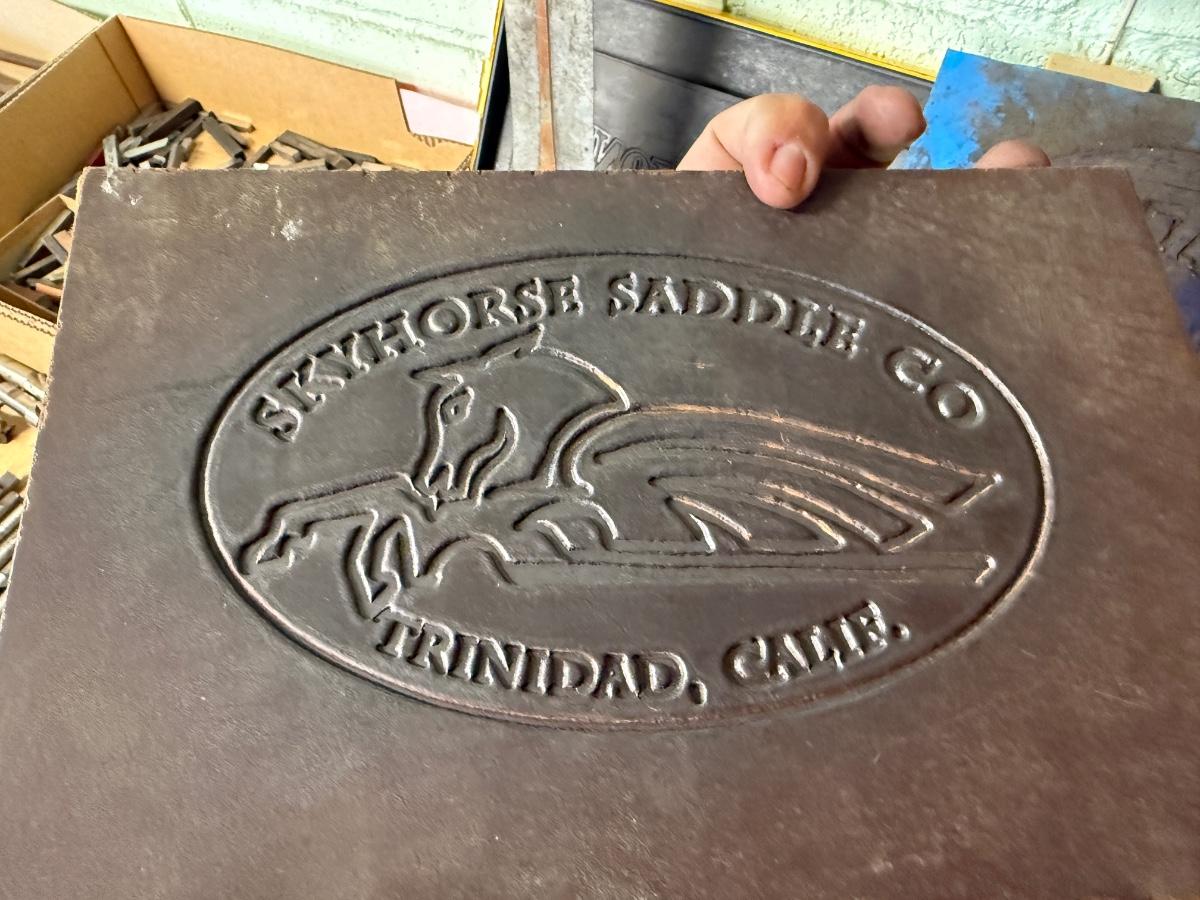 SKYHORSE SADDLE CO
TRINIDAD, CALIF.